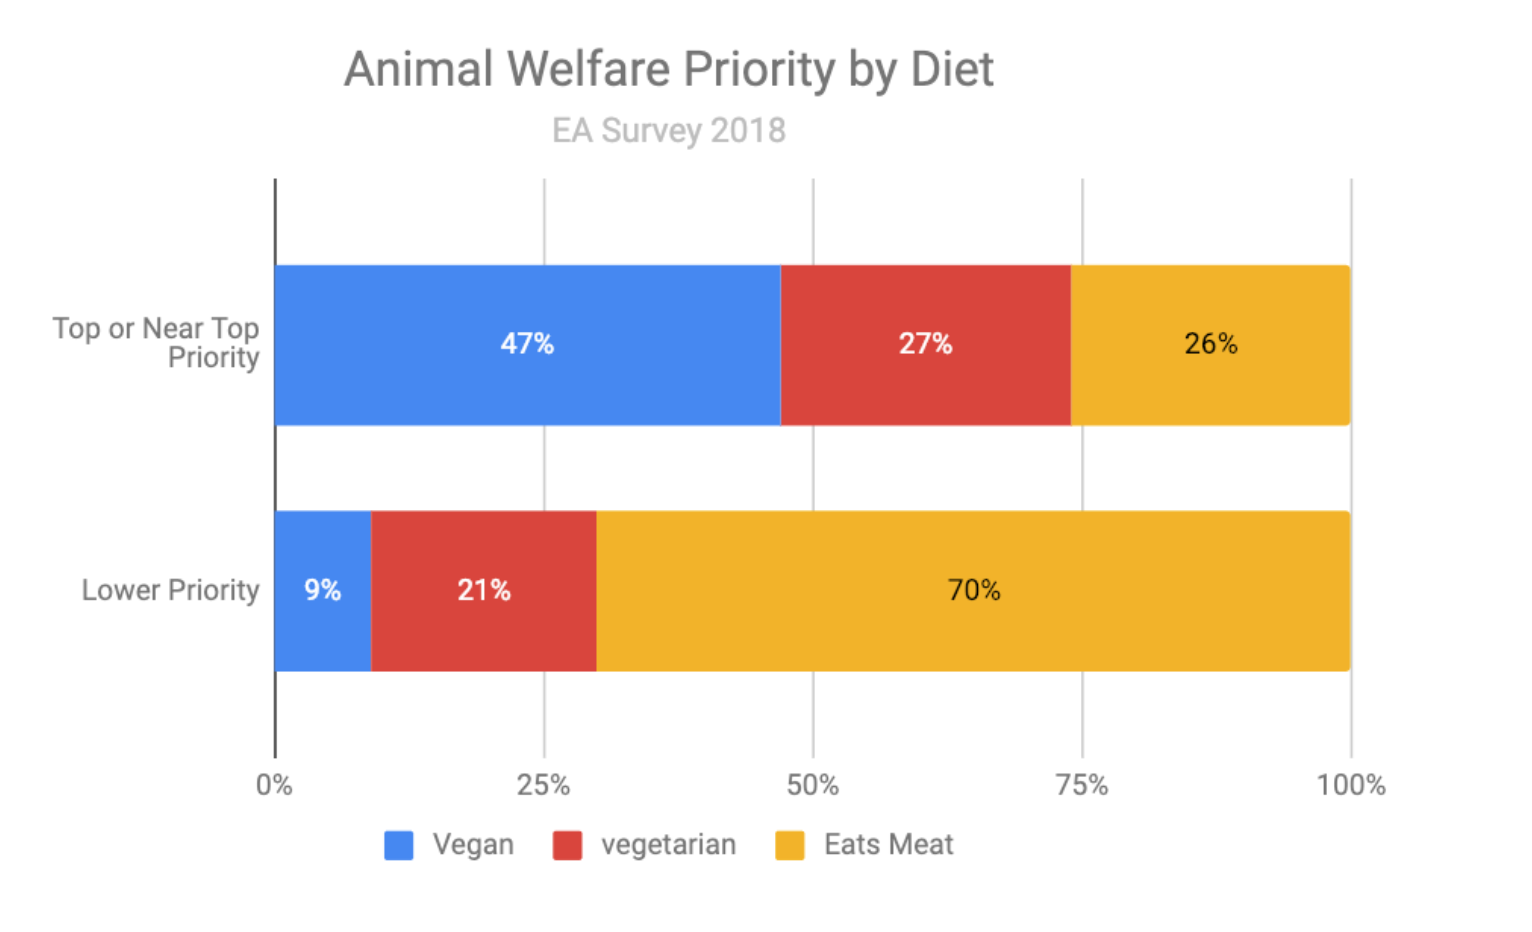 Animal Welfare Priority by Diet
EA Survey 2018
Top or Near Top
Priority
47%
27%
26%
Lower Priority
9%
21%
70%
0%
25%
50%
75%
100%
Vegan
vegetarian
Eats Meat